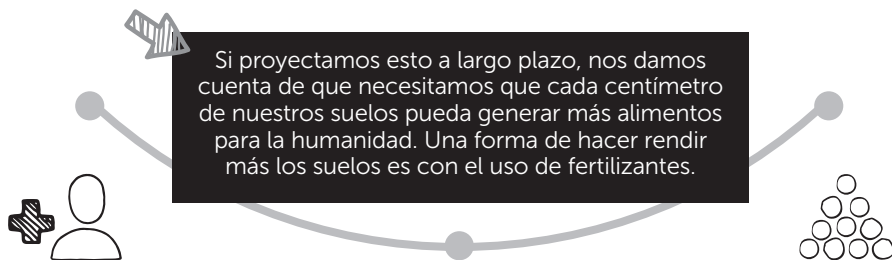 Si proyectamos esto a largo plazo, nos damos
cuenta de que necesitamos que cada centímetro
de nuestros suelos pueda generar más alimentos
para la humanidad. Una forma de hacer rendir
más los suelos es con el uso de fertilizantes.